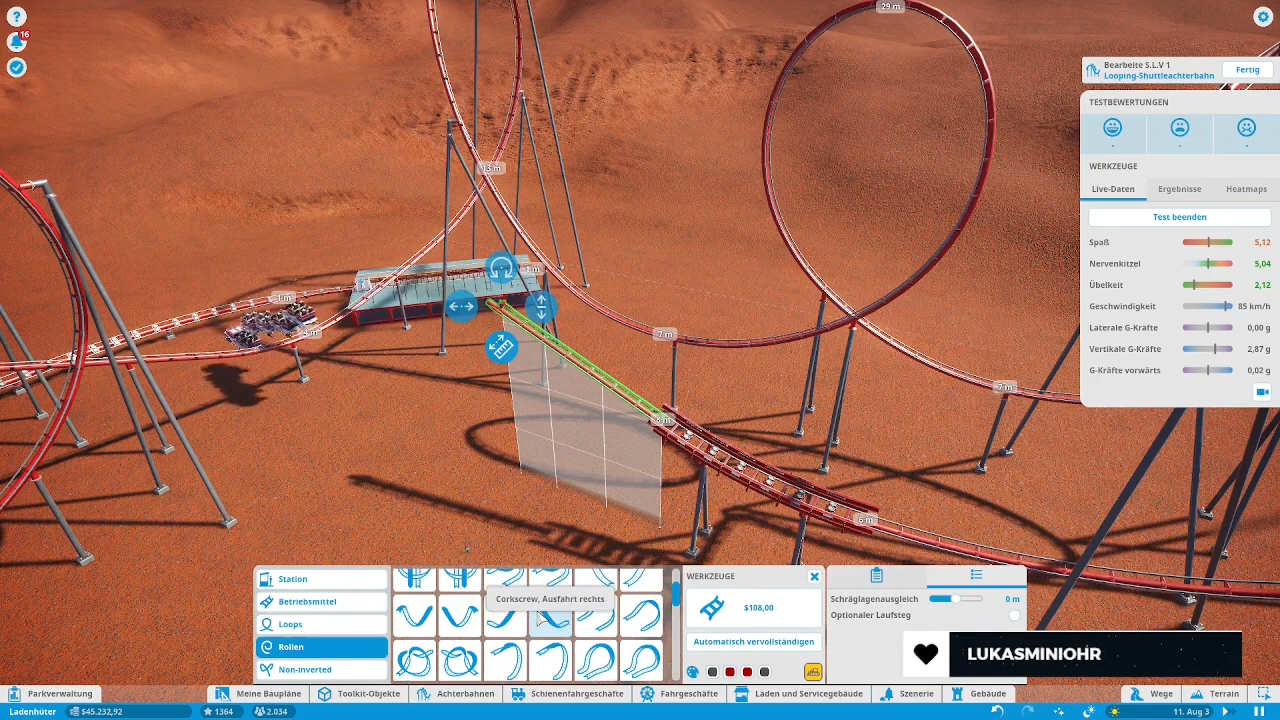 ?
16
29 m
13 m
1 m
1 m
7 m
7 m
8 m
6 m
Bearbeite S.L.V 1
Looping-Shuttleachterbahn
Fertig
TESTBEWERTUNGEN
-
-
-
WERKZEUGE
Live-Daten
Ergebnisse
Heatmaps
Test beenden
Spaß
5,12
Nervenkitzel
5,04
Übelkeit
2,12
Geschwindigkeit
85 km/h
Laterale G-Kräfte
0,00 g
Vertikale G-Kräfte
2,87 g
G-Kräfte vorwärts
0,02 g
Station
Betriebsmittel
Loops
Rollen
Non-inverted
Corkscrew, Ausfahrt rechts
WERKZEUGE
$108,00
Automatisch vervollständigen
Schräglagenausgleich
0 m
Optionaler Laufsteg
LUKASMINIOHR
Parkverwaltung
Meine Baupläne
Toolkit-Objekte
Achterbahnen
Schienenfahrgeschäfte
Fahrgeschäfte
Läden und Servicegebäude
Szenerie
Gebäude
Wege
Terrain
Ladenhüter
$45.232,92
1364
2.034
11. Aug 3